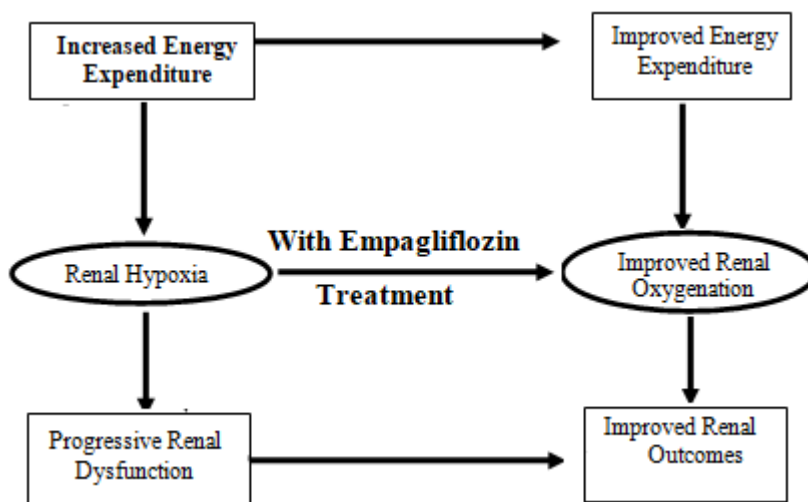 Increased Energy
Expenditure
Improved Energy
Expenditure
With Empagliflozin
Treatment
Renal Hypoxia
Improved Renal
Oxygenation
Progressive Renal
Dysfunction
Improved Renal
Outcomes